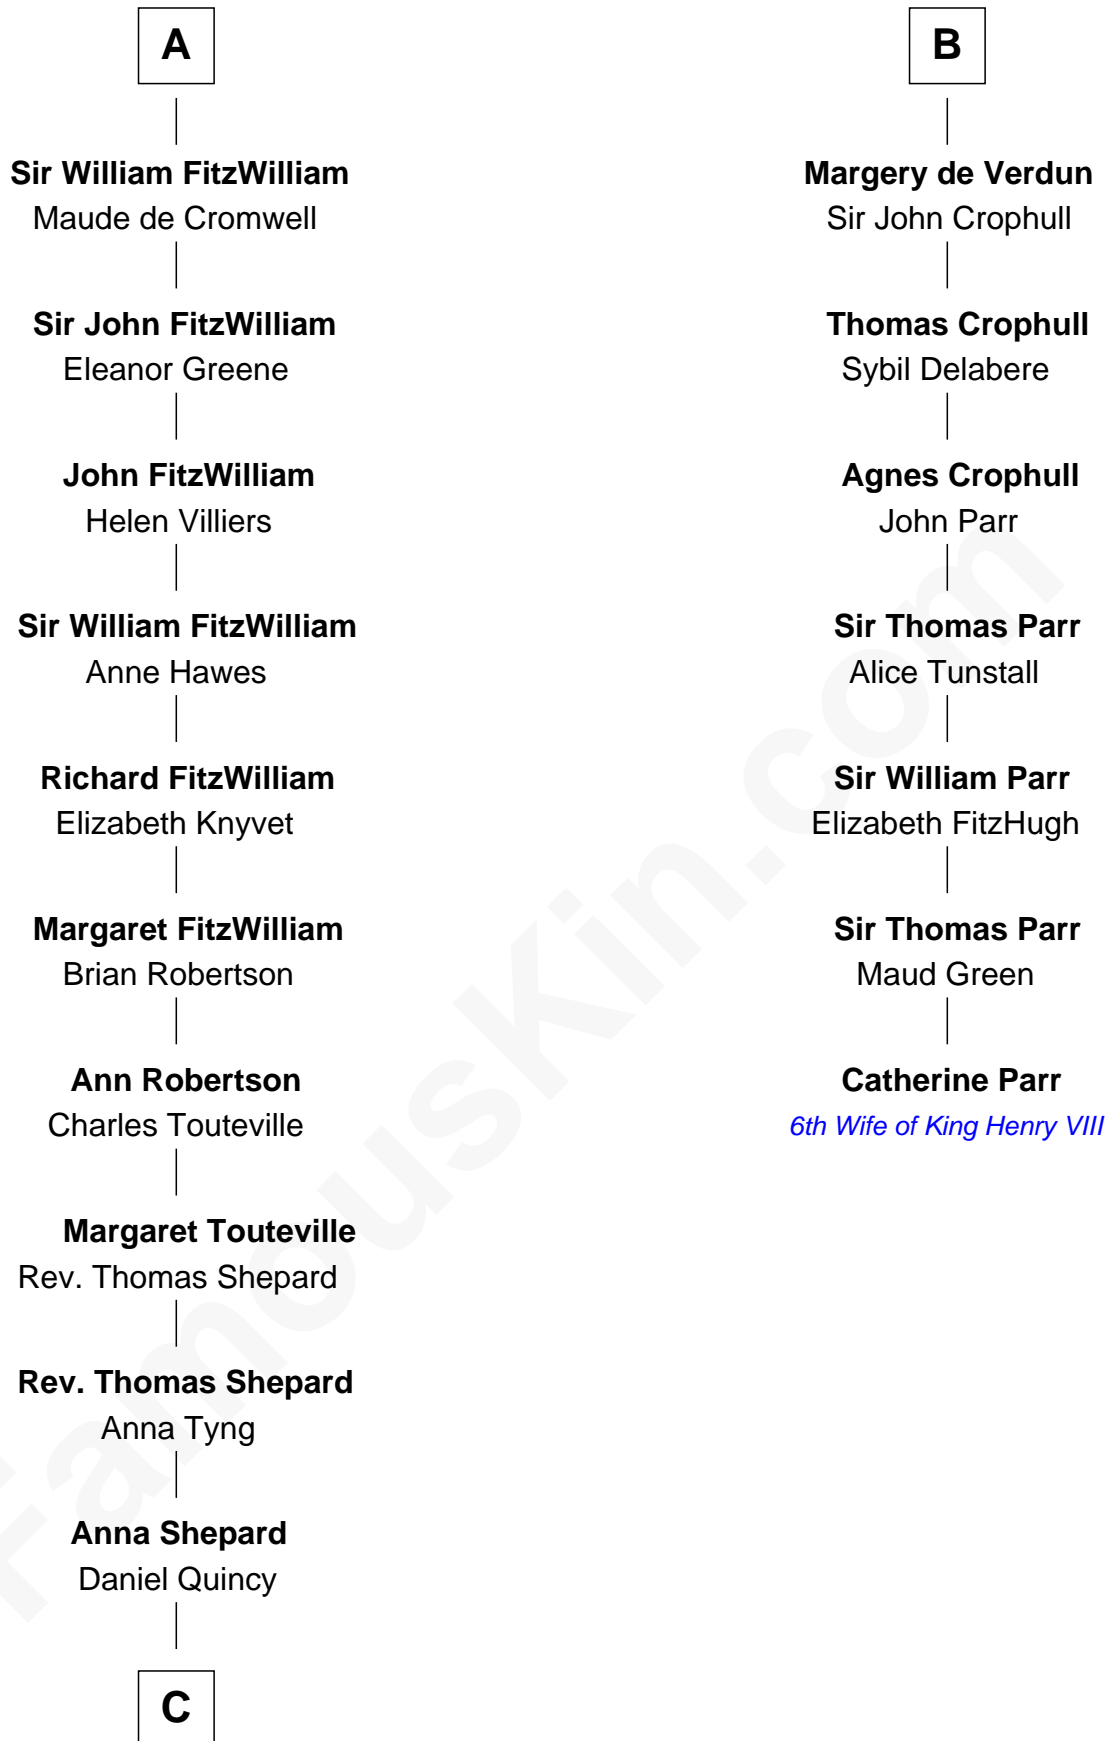 A
Sir William FitzWilliam
Maude de Cromwell
Sir John FitzWilliam
Eleanor Greene
John FitzWilliam
Helen Villiers
Sir William FitzWilliam
Anne Hawes
Richard FitzWilliam
Elizabeth Knyvet
Margaret FitzWilliam
Brian Robertson
Ann Robertson
Charles Touteville
Margaret Touteville
Rev. Thomas Shepard
Rev. Thomas Shepard
Anna Tyng
Anna Shepard
Daniel Quincy
C
B
Margery de Verdun
Sir John Crophull
Thomas Crophull
Sybil Delabere
Agnes Crophull
John Parr
Sir Thomas Parr
Alice Tunstall
Sir William Parr
Elizabeth FitzHugh
Sir Thomas Parr
Maud Green
Catherine Parr
6th Wife of King Henry VIII
FamousKin.com